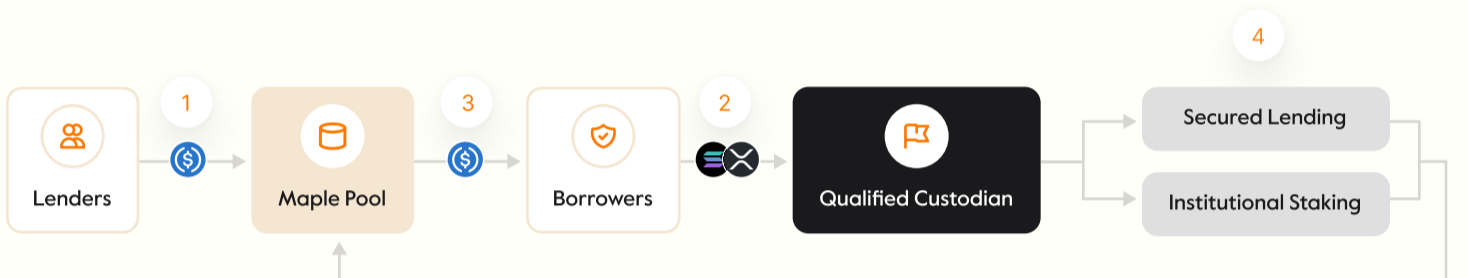 4
1
3
2
Lenders
Maple Pool
Borrowers
Qualified Custodian
Secured Lending
Institutional Staking